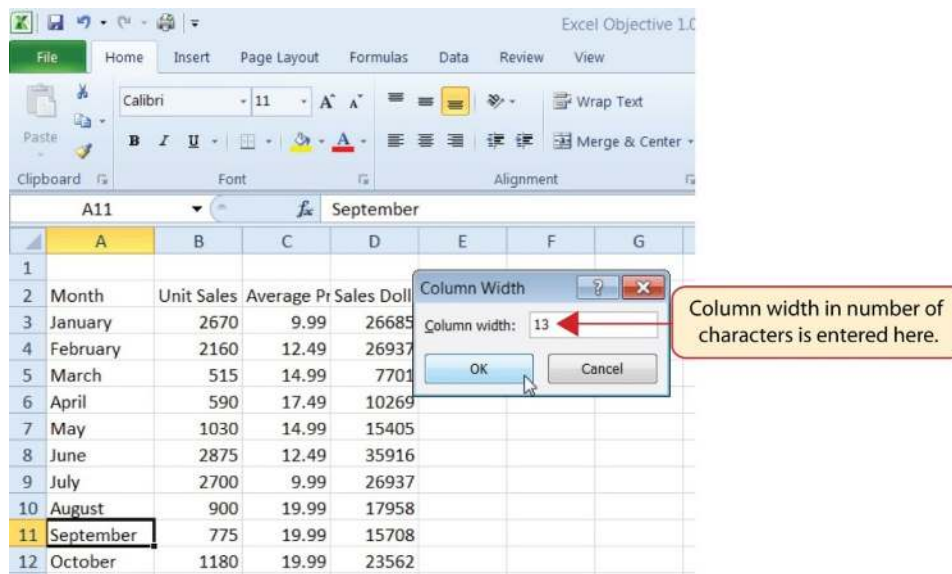 Excel Objective 1.0
File Home Insert Page Layout Formulas Data Review View
Calibri 11 A A Wrap Text
Paste B I U A Merge & Center
Clipboard Font Alignment
A11 fx September
A B C D E F G
1
2 Month Unit Sales Average Pr Sales Doll
3 January 2670 9.99 26685
4 February 2160 12.49 26937
5 March 515 14.99 7701
6 April 590 17.49 10269
7 May 1030 14.99 15405
8 June 2875 12.49 35916
9 July 2700 9.99 26937
10 August 900 19.99 17958
11 September 775 19.99 15708
12 October 1180 19.99 23562
Column Width ?
Column width: 13
OK Cancel
Column width in number of
characters is entered here.